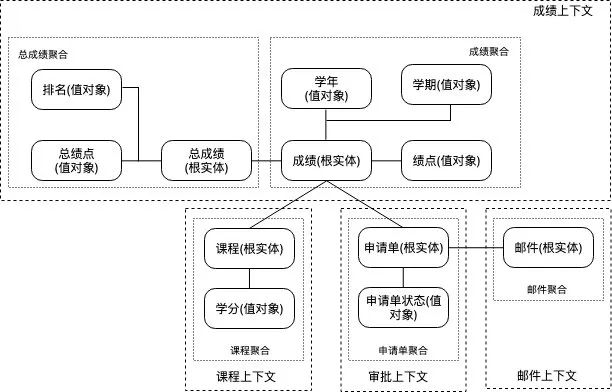 成绩上下文
总成绩聚合
成绩聚合
排名(值对象)
学年
(值对象)
学期(值对象)
总绩点
(值对象)
总成绩
(根实体)
成绩(根实体)
绩点(值对象)
课程(根实体)
申请单(根实体)
邮件(根实体)
学分(值对象)
申请单状态(值
对象)
邮件聚合
课程聚合
申请单聚合
课程上下文
审批上下文
邮件上下文